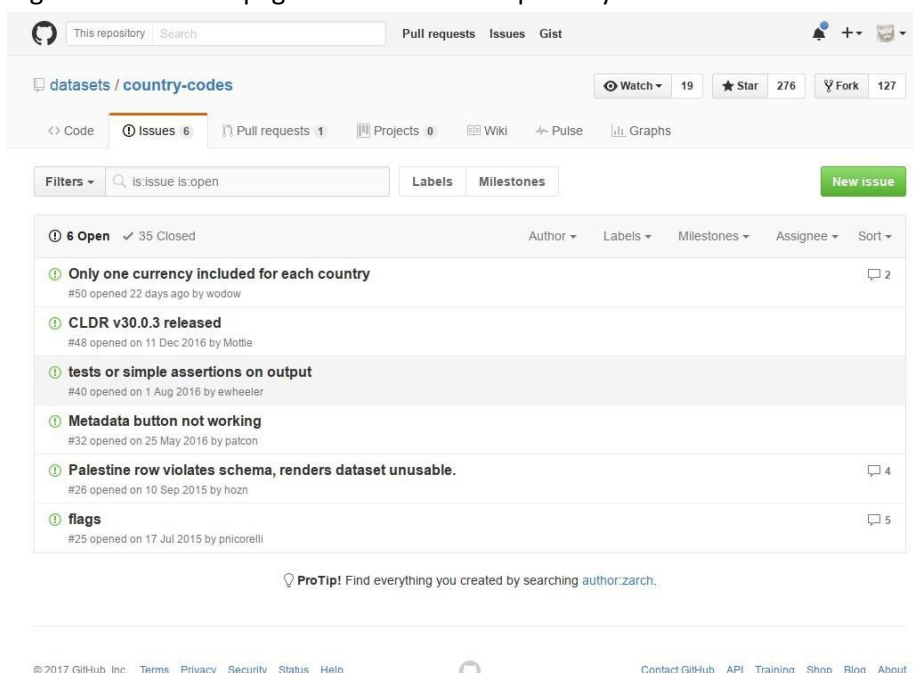 This repository Search Pull requests Issues Gist
datasets / country-codes Watch 19 Star 276 Fork 127
Code Issues 6 Pull requests 1 Projects 0 Wiki Pulse Graphs
Filters is:issue is:open Labels Milestones New issue
6 Open 35 Closed Author Labels Milestones Assignee Sort
Only one currency included for each country 2
#50 opened 22 days ago by wodow
CLDR v30.0.3 released
#48 opened on 11 Dec 2016 by Mottie
tests or simple assertions on output
#40 opened on 1 Aug 2016 by ewheeler
Metadata button not working
#32 opened on 25 May 2016 by patcon
Palestine row violates schema, renders dataset unusable. 4
#26 opened on 10 Sep 2015 by hozn
flags 5
#25 opened on 17 Jul 2015 by pnicorelli
ProTip! Find everything you created by searching author:zarch.
© 2017 GitHub, Inc. Terms Privacy Security Status Help Contact GitHub API Training Shop Blog About